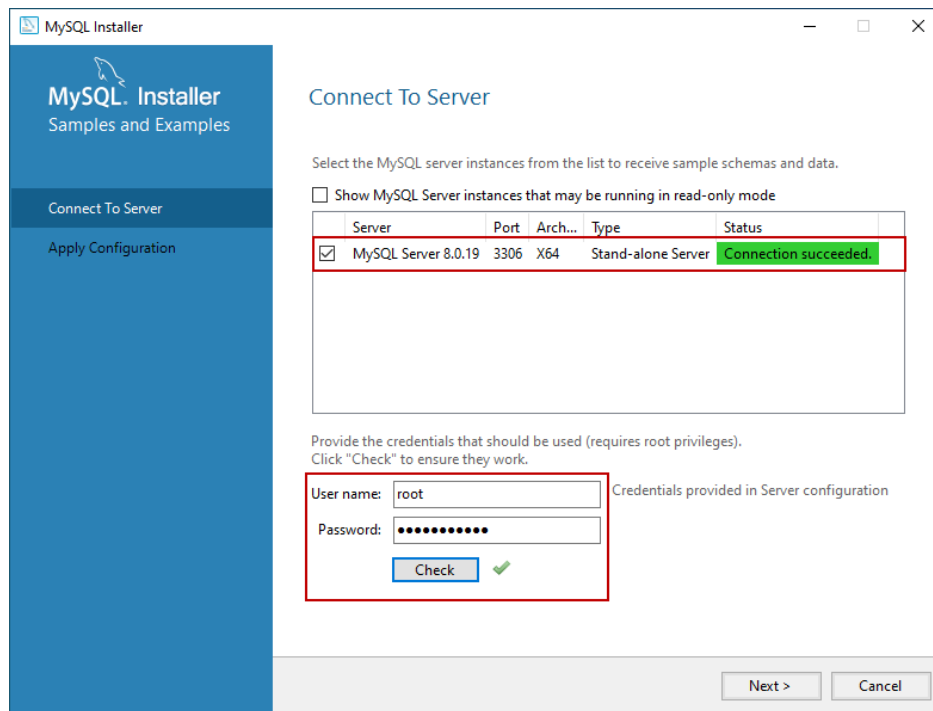 MySQL Installer
MySQL. Installer
Samples and Examples
Connect To Server
Apply Configuration
Connect To Server
Select the MySQL server instances from the list to receive sample schemas and data.
Show MySQL Server instances that may be running in read-only mode
Server Port Arch... Type Status
MySQL Server 8.0.19 3306 X64 Stand-alone Server Connection succeeded.
Provide the credentials that should be used (requires root privileges).
Click "Check" to ensure they work.
User name: root Credentials provided in Server configuration
Password: ●●●●●●●●●●●
Check
Next > Cancel